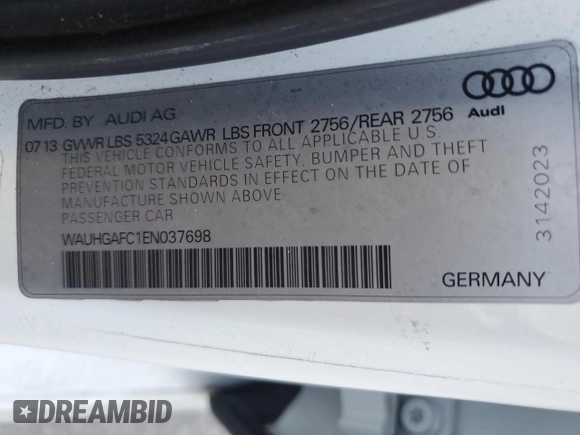 MFD. BY AUDI AG
Audi
07 13 GVWR LBS 5324 GAWR LBS FRONT 2756/REAR 2756
THIS VEHICLE CONFORMS TO ALL APPLICABLE U.S.
FEDERAL MOTOR VEHICLE SAFETY, BUMPER AND THEFT
PREVENTION STANDARDS IN EFFECT ON THE DATE OF
MANUFACTURE SHOWN ABOVE
PASSENGER CAR
WAUHGAFC1EN037698
3142023
GERMANY
DREAMBID